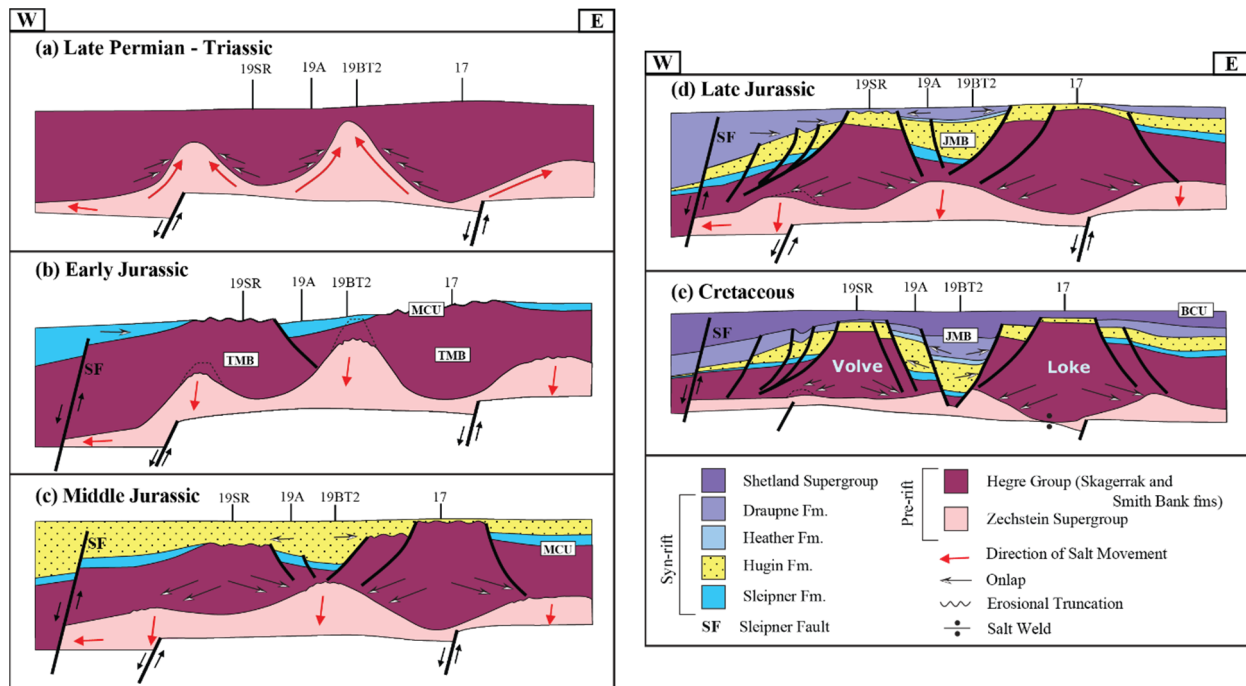 W
E
(a) Late Permian - Triassic
19SR 19A 19BT2 17
(b) Early Jurassic
19SR 19A 19BT2 17
MCU
TMB
TMB
SF
(c) Middle Jurassic
19SR 19A 19BT2 17
SF
MCU
W
E
(d) Late Jurassic
19SR 19A 19BT2 17
SF
JMB
(e) Cretaceous
19SR 19A 19BT2 17
BCU
SF
JMB
Volve
Loke
Syn-rift
Shetland Supergroup
Draupne Fm.
Heather Fm.
Hugin Fm.
Sleipner Fm.
SF Sleipner Fault
Pre-rift
Hegre Group (Skagerrak and
Smith Bank fms)
Zechstein Supergroup
Direction of Salt Movement
Onlap
Erosional Truncation
Salt Weld